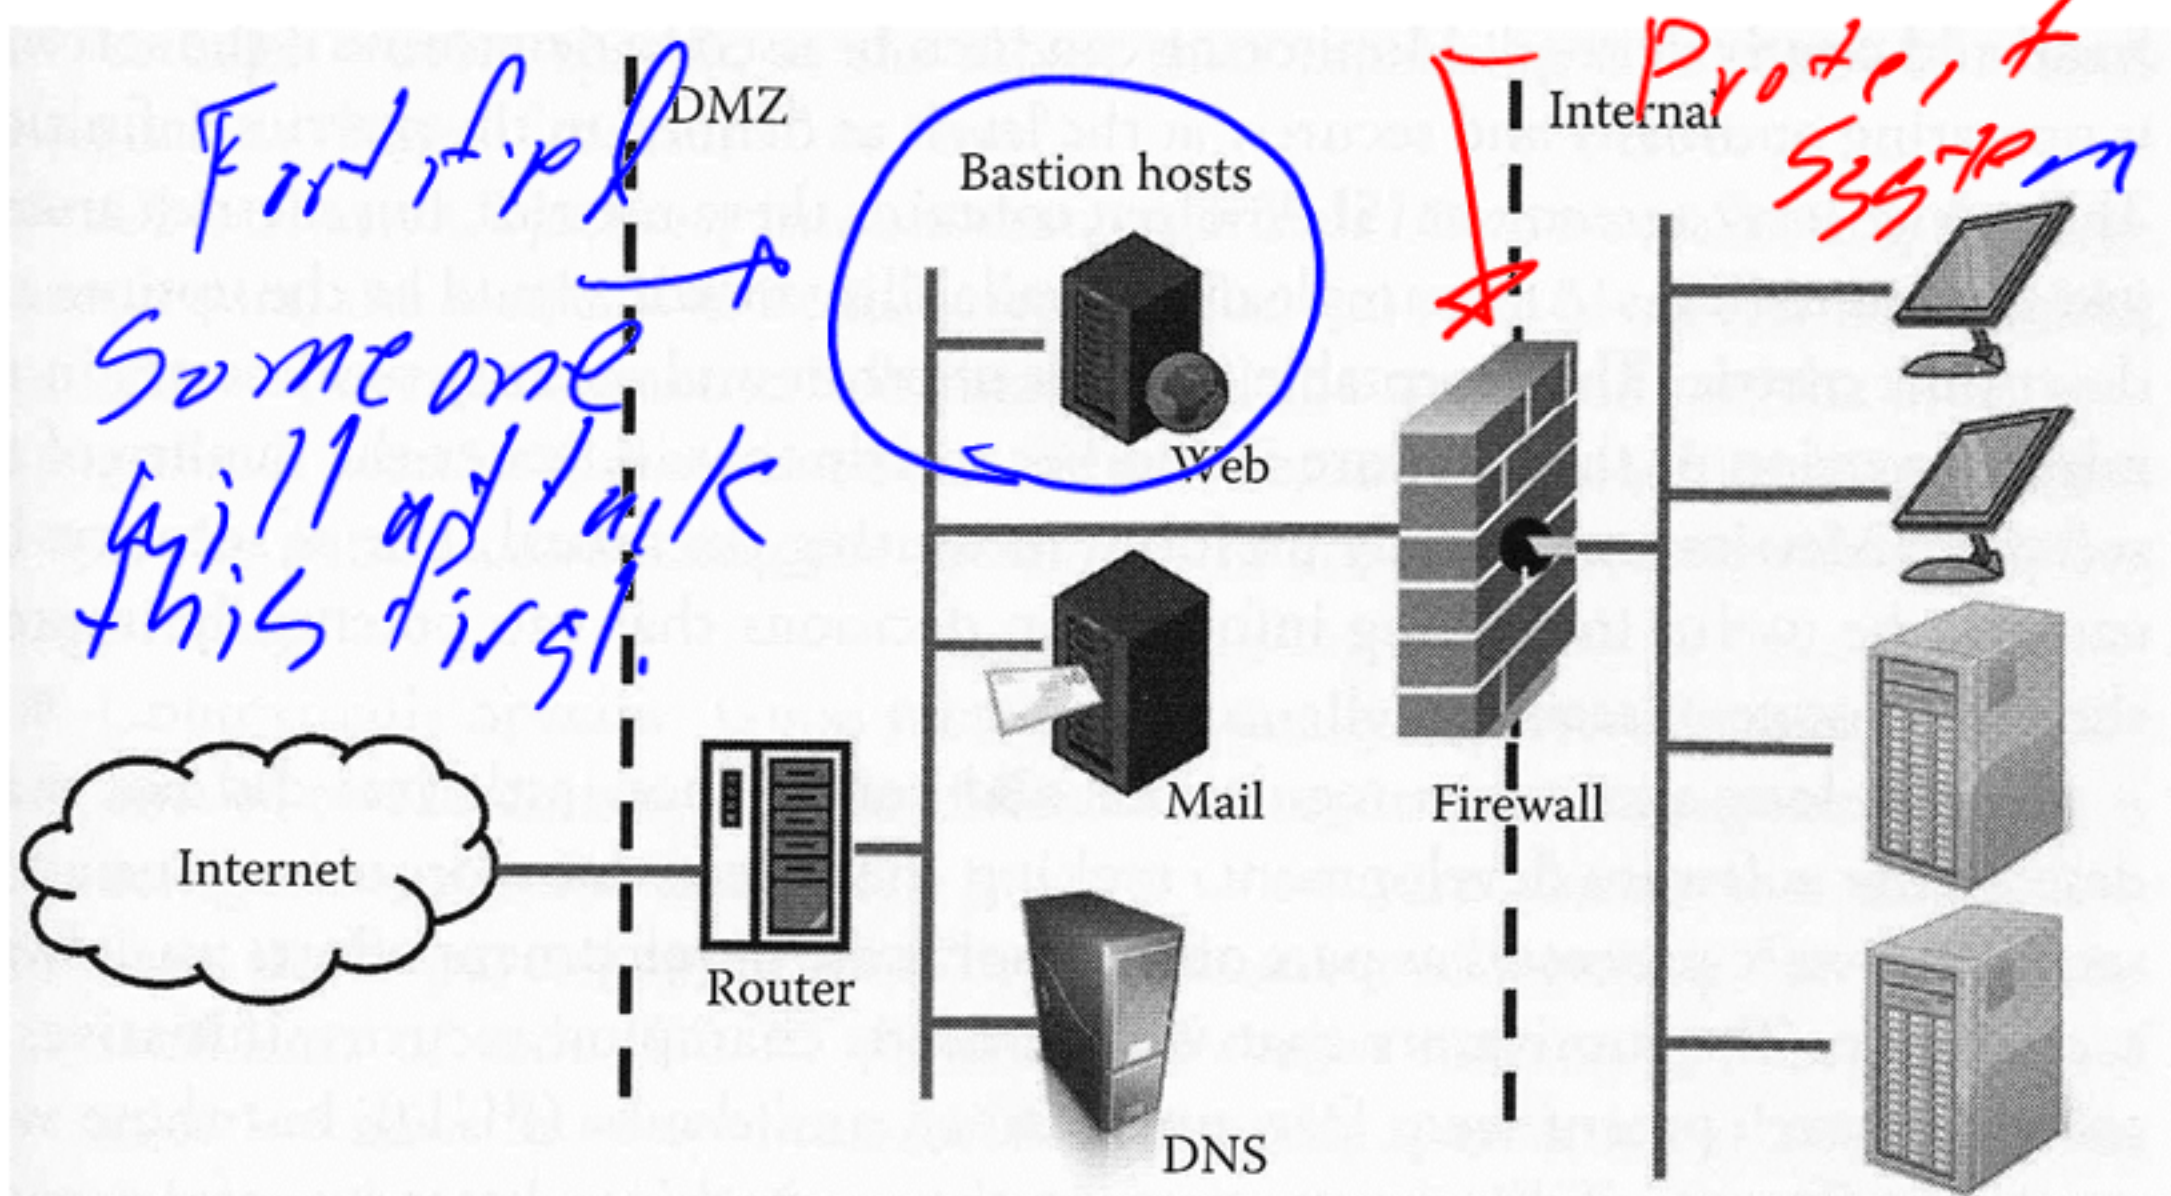 Fortified
DMZ
Bastion hosts
Internal
Protect
System
Someone
will attack
this first.
Web
Mail
Firewall
Internet
Router
DNS